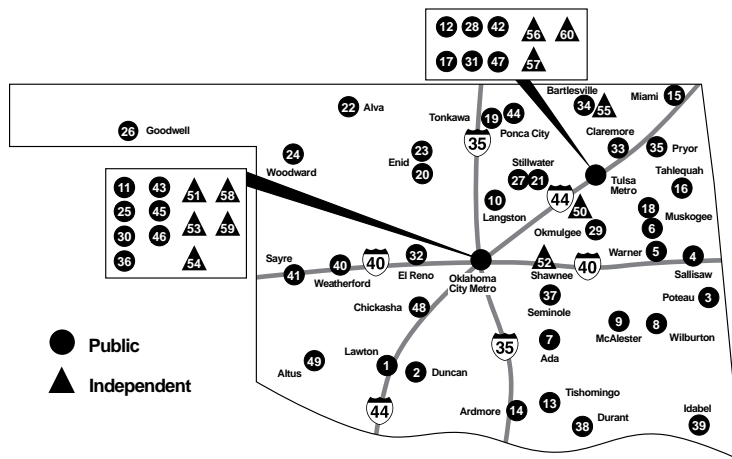 12 28 42 56 60
17 31 47 57
Bartlesville
34 55
Miami 15
22 Alva
Tonkawa 19 44
Ponca City
26 Goodwell
35
Claremore
33
35 Pryor
24
Woodward
Enid 23
20
Stillwater
27 21
Tulsa
Metro
Tahlequah
16
11 43 51 58
25 45 53 59
30 46 54
36
10
Langston
44
50
Okmulgee 29
18 Muskogee
6
Sayre
41
40
Weatherford
40
32
El Reno
Oklahoma
City Metro
52
Shawnee
40
Warner 5
4
Sallisaw
Chickasha 48
37
Seminole
Poteau 3
9
McAlester
8 Wilburton
Public
Independent
35
7
Ada
49
Altus
Lawton 1
2 Duncan
44
Ardmore 14
13 Tishomingo
38 Durant
Idabel
39